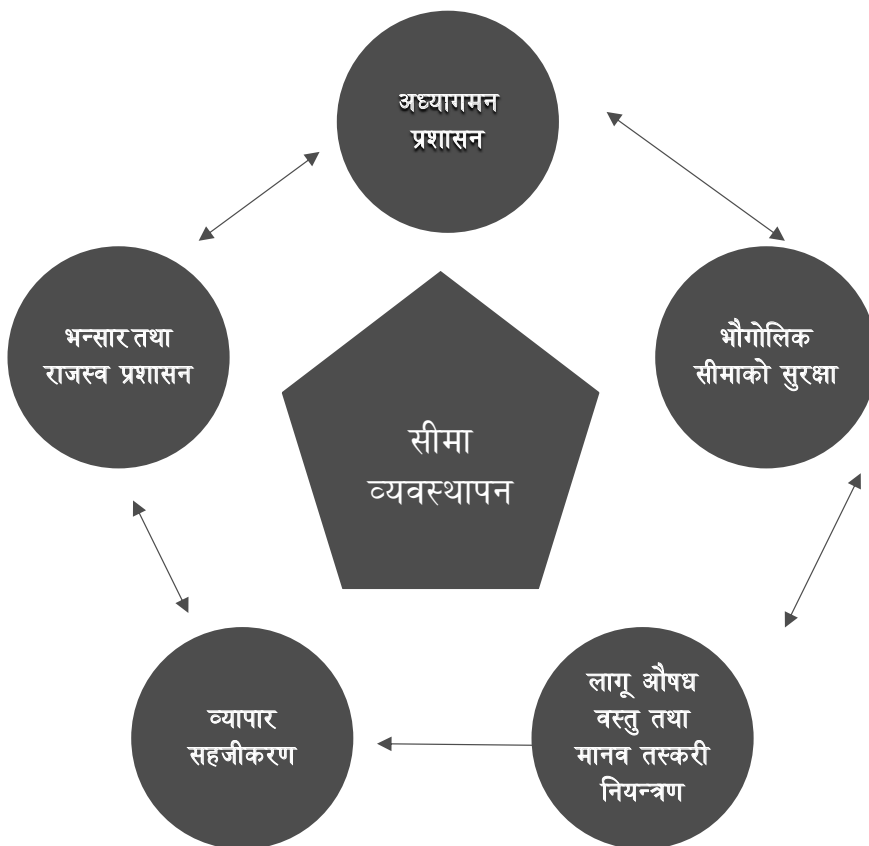 अध्यागमन
प्रशासन
भन्सार तथा
राजस्व प्रशासन
भौगोलिक
सीमाको सुरक्षा
सीमा
व्यवस्थापन
व्यापार
सहजीकरण
लागू औषध
वस्तु तथा
मानव तस्करी
नियन्त्रण